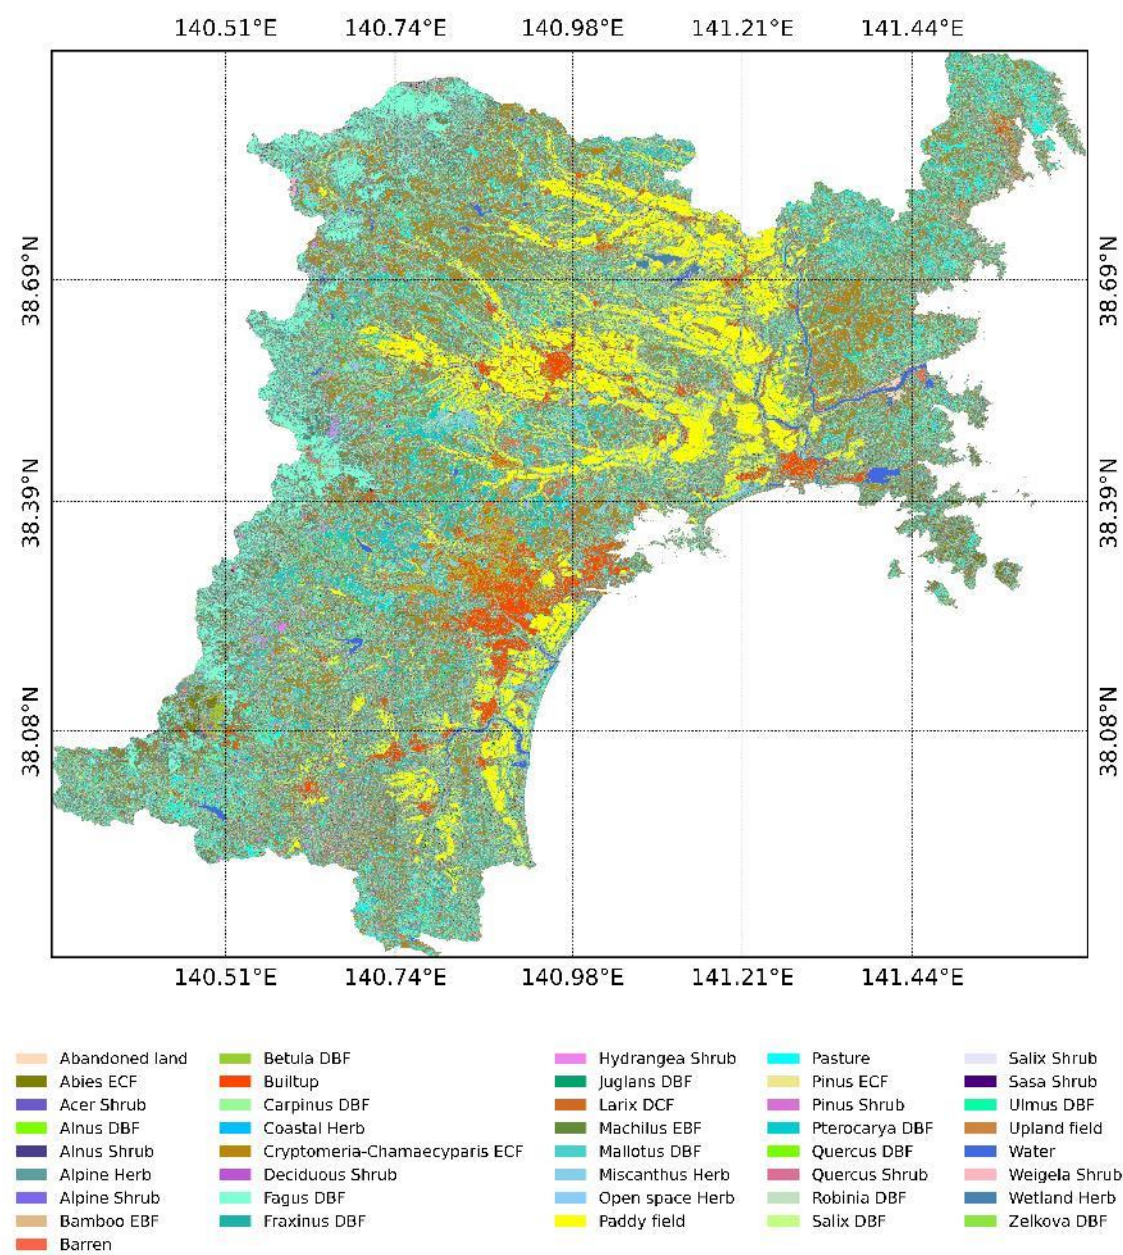 140.51°E 140.74°E 140.98°E 141.21°E 141.44°E
38.69°N 38.69°N
38.39°N 38.39°N
38.08°N 38.08°N
140.51°E 140.74°E 140.98°E 141.21°E 141.44°E
Abandoned land Betula DBF Hydrangea Shrub Pasture Salix Shrub
Abies ECF Builtup Juglans DBF Pinus ECF Sasa Shrub
Acer Shrub Carpinus DBF Larix DCF Pinus Shrub Ulmus DBF
Alnus DBF Coastal Herb Machilus EBF Pterocarya DBF Upland field
Alnus Shrub Cryptomeria-Chamaecyparis ECF Mallotus DBF Quercus DBF Water
Alpine Herb Deciduous Shrub Miscanthus Herb Quercus Shrub Weigela Shrub
Alpine Shrub Fagus DBF Open space Herb Robinia DBF Wetland Herb
Bamboo EBF Fraxinus DBF Paddy field Salix DBF Zelkova DBF
Barren